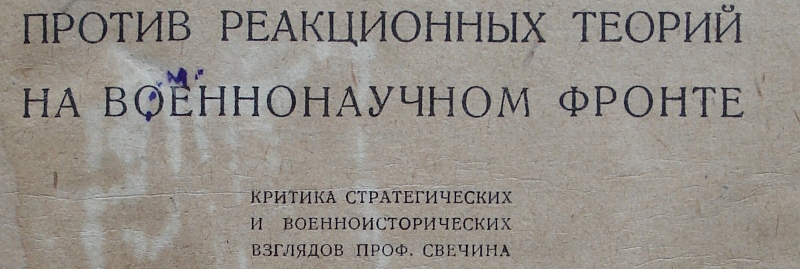 ПРОТИВ РЕАКЦИОННЫХ ТЕОРИЙ
НА ВОЕННОНАУЧНОМ ФРОНТЕ
КРИТИКА СТРАТЕГИЧЕСКИХ
И ВОЕННОИСТОРИЧЕСКИХ
ВЗГЛЯДОВ ПРОФ. СВЕЧИНА